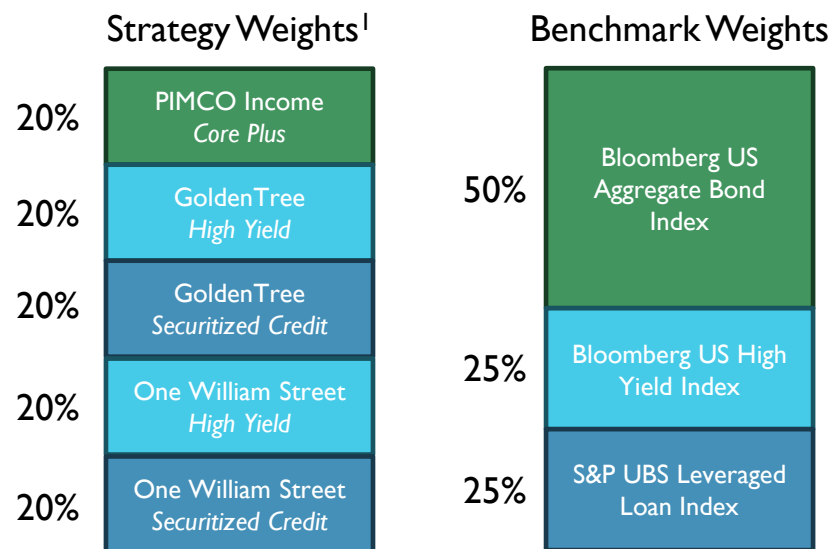 Strategy Weights¹
20%
PIMCO Income
Core Plus
20%
GoldenTree
High Yield
20%
GoldenTree
Securitized Credit
20%
One William Street
High Yield
20%
One William Street
Securitized Credit
Benchmark Weights
50%
Bloomberg US
Aggregate Bond
Index
25%
Bloomberg US High
Yield Index
25%
S&P UBS Leveraged
Loan Index